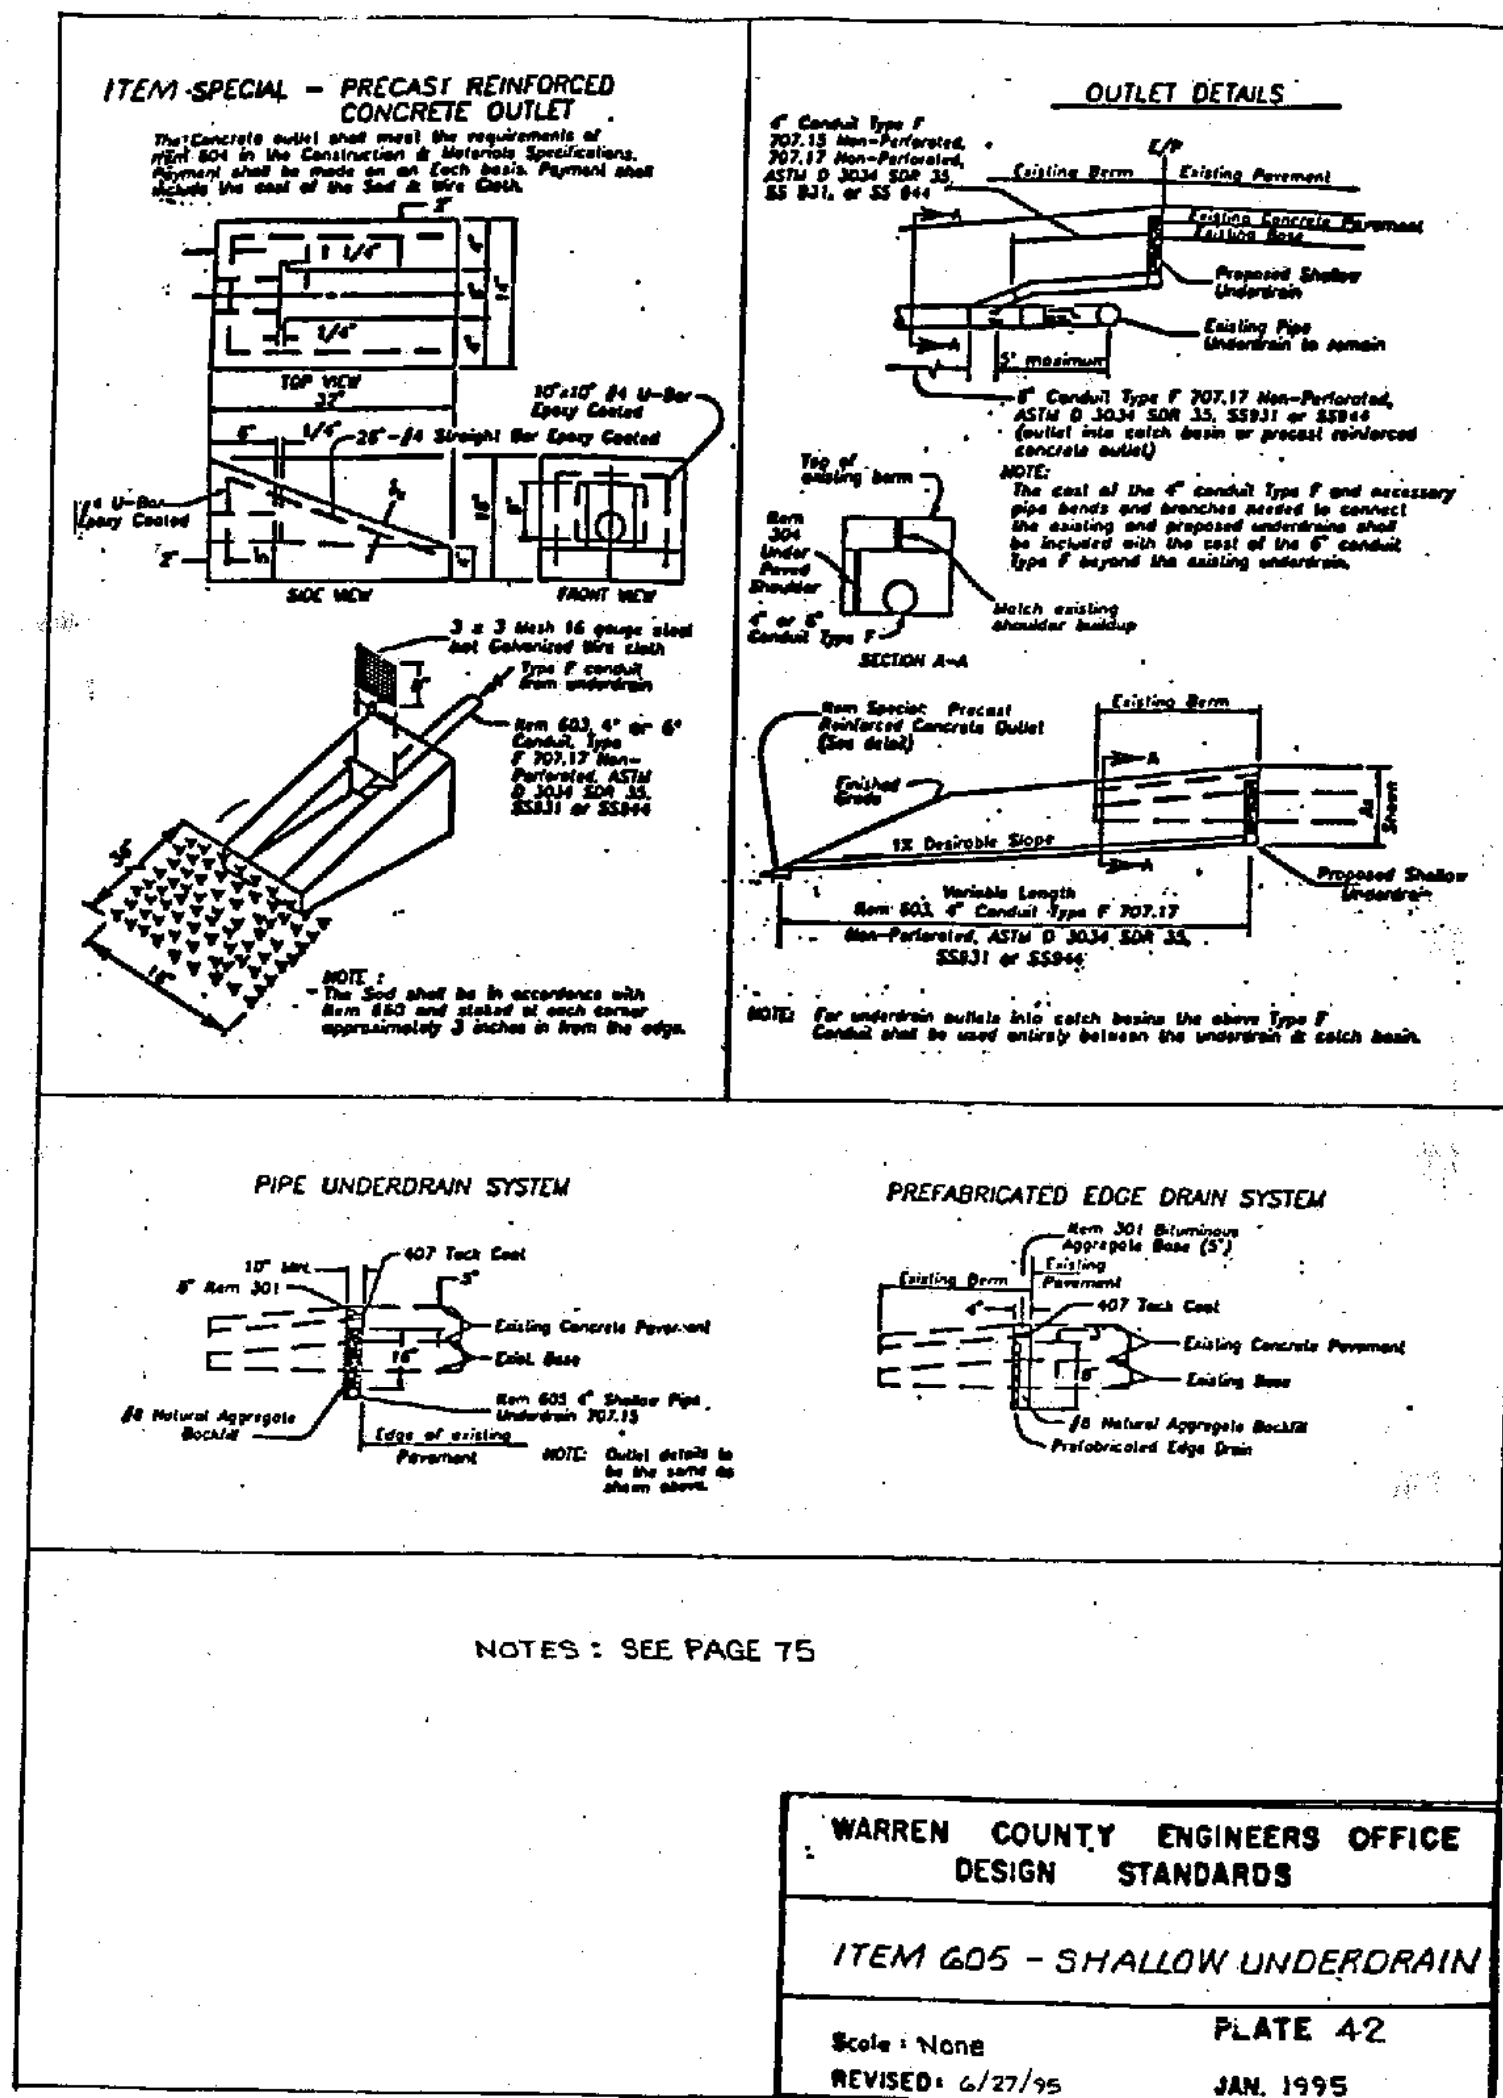 ITEM SPECIAL - PRECAST REINFORCED
CONCRETE OUTLET
The Concrete outlet shall meet the requirements of
Item 604 in the Construction & Materials Specifications.
Payment shall be made on an Each basis. Payment shall
include the cost of the Sod & Wire Cloth.
2"
1 1/4"
1/4"
TOP VIEW
32"
10"x10" #4 U-Bar
Epoxy Coated
6"
1/4"
26"-#4 Straight Bar Epoxy Coated
#4 U-Bar
Epoxy Coated
2"
SIDE VIEW
FRONT VIEW
3 x 3 Mesh 16 gauge steel
Hot Galvanized Wire cloth
Type F conduit
from underdrain
Item 603, 4" or 6"
Conduit, Type
F 707.17 Non-
Perforated, ASTM
D 3034 SDR 35,
SS931 or SS944
NOTE :
The Sod shall be in accordance with
Item 660 and staked at each corner
approximately 3 inches in from the edge.
OUTLET DETAILS
4" Conduit Type F
707.15 Non-Perforated,
707.17 Non-Perforated,
ASTM D 3034 SDR 35,
SS 931, or SS 944
E/P
Existing Berm
Existing Pavement
A
Existing Concrete Pavement
Existing Base
Proposed Shallow
Underdrain
Existing Pipe
Underdrain to remain
A
5' maximum
6" Conduit Type F 707.17 Non-Perforated,
ASTM D 3034 SDR 35, SS931 or SS944
(outlet into catch basin or precast reinforced
concrete outlet)
NOTE:
The cost of the 4" conduit Type F and necessary
pipe bends and branches needed to connect
the existing and proposed underdrains shall
be included with the cost of the 6" conduit
Type F beyond the existing underdrain.
Top of
existing berm
Item
304
Under
Paved
Shoulder
4" or 6"
Conduit Type F
Match existing
shoulder buildup
SECTION A-A
Item Special: Precast
Reinforced Concrete Outlet
(See detail)
Existing Berm
A
Finished
Grade
As
Shown
1% Desirable Slope
A
Proposed Shallow
Underdrain
Variable Length
Item 603, 4" Conduit Type F 707.17
Non-Perforated, ASTM D 3034 SDR 35,
SS931 or SS944
NOTE: For underdrain outlets into catch basins the above Type F
Conduit shall be used entirely between the underdrain & catch basin.
PIPE UNDERDRAIN SYSTEM
407 Tack Coat
10" Min.
3"
Item 301
Existing Concrete Pavement
16"
Exist. Base
Item 605 4" Shallow Pipe
Underdrain 707.15
#8 Natural Aggregate
Backfill
Edge of existing
Pavement
NOTE: Outlet details to
be the same as
shown above.
PREFABRICATED EDGE DRAIN SYSTEM
Item 301 Bituminous
Aggregate Base (5")
Existing
Pavement
Existing Berm
4"
407 Tack Coat
3"
Existing Concrete Pavement
Existing Base
#8 Natural Aggregate Backfill
Prefabricated Edge Drain
NOTES : SEE PAGE 75
WARREN COUNTY ENGINEERS OFFICE
DESIGN STANDARDS
ITEM 605 - SHALLOW UNDERDRAIN
Scale : None
PLATE 42
REVISED: 6/27/95
JAN. 1995